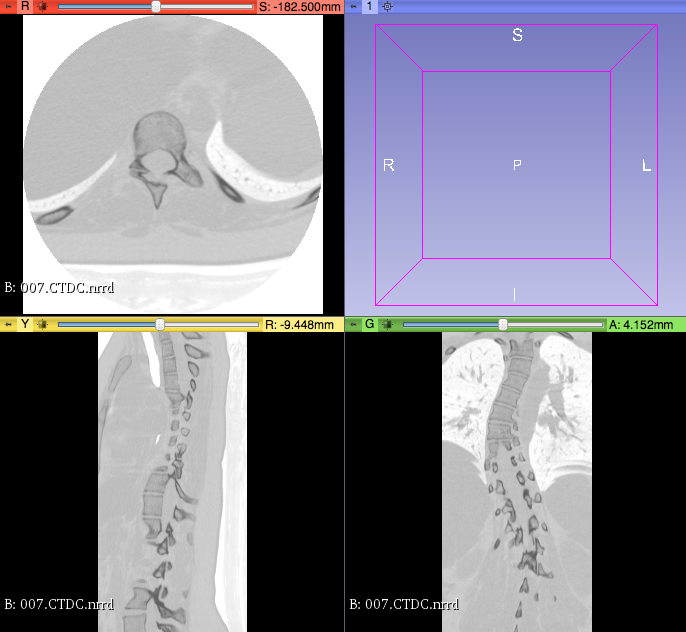 R S: -182.500mm
1
S
R P L
I
B: 007.CTDC.nrrd
Y R: -9.448mm
G A: 4.152mm
B: 007.CTDC.nrrd
B: 007.CTDC.nrrd